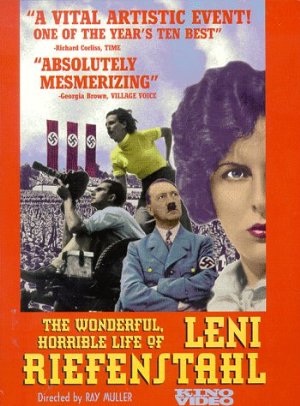 "A VITAL ARTISTIC EVENT!
ONE OF THE YEAR'S TEN BEST"
-Richard Corliss, TIME
"ABSOLUTELY
MESMERIZING"
-Georgia Brown, VILLAGE VOICE
THE WONDERFUL,
HORRIBLE LIFE OF
LENI
RIEFENSTAHL
Directed by RAY MULLER
KINO
VIDEO